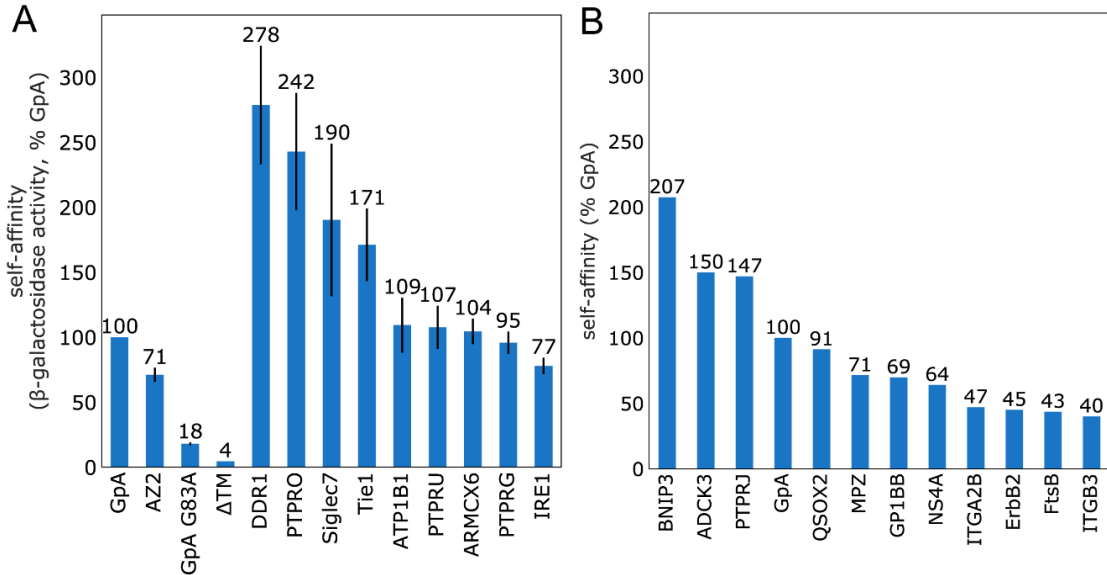 A
self-affinity
(β-galactosidase activity, % GpA)
300
250
200
150
100
50
0
100
71
18
4
278
242
190
171
109
107
104
95
77
GpA
AZ2
GpA G83A
ΔTM
DDR1
PTPRO
Siglec7
Tie1
ATP1B1
PTPRU
ARMCX6
PTPRG
IRE1
B
self-affinity (% GpA)
300
250
200
150
100
50
0
207
150
147
100
91
71
69
64
47
45
43
40
BNIP3
ADCK3
PTPRJ
GpA
QSOX2
MPZ
GP1BB
NS4A
ITGA2B
ErbB2
FtsB
ITGB3